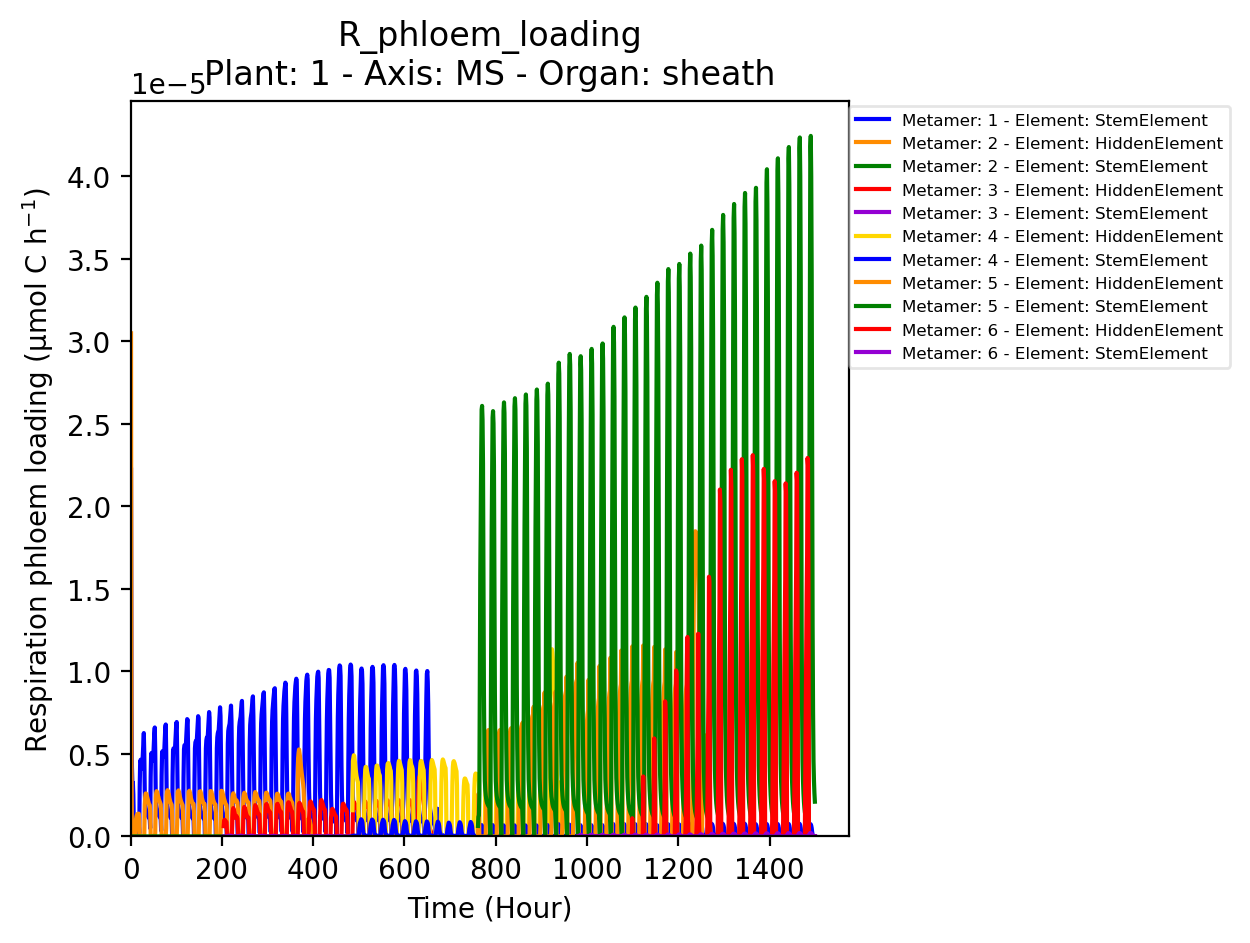 R_phloem_loading
Plant: 1 - Axis: MS - Organ: sheath
1e−5
4.0
3.5
3.0
2.5
2.0
1.5
1.0
0.5
0.0
Respiration phloem loading (µmol C h⁻¹)
0 200 400 600 800 1000 1200 1400
Time (Hour)
Metamer: 1 - Element: StemElement
Metamer: 2 - Element: HiddenElement
Metamer: 2 - Element: StemElement
Metamer: 3 - Element: HiddenElement
Metamer: 3 - Element: StemElement
Metamer: 4 - Element: HiddenElement
Metamer: 4 - Element: StemElement
Metamer: 5 - Element: HiddenElement
Metamer: 5 - Element: StemElement
Metamer: 6 - Element: HiddenElement
Metamer: 6 - Element: StemElement